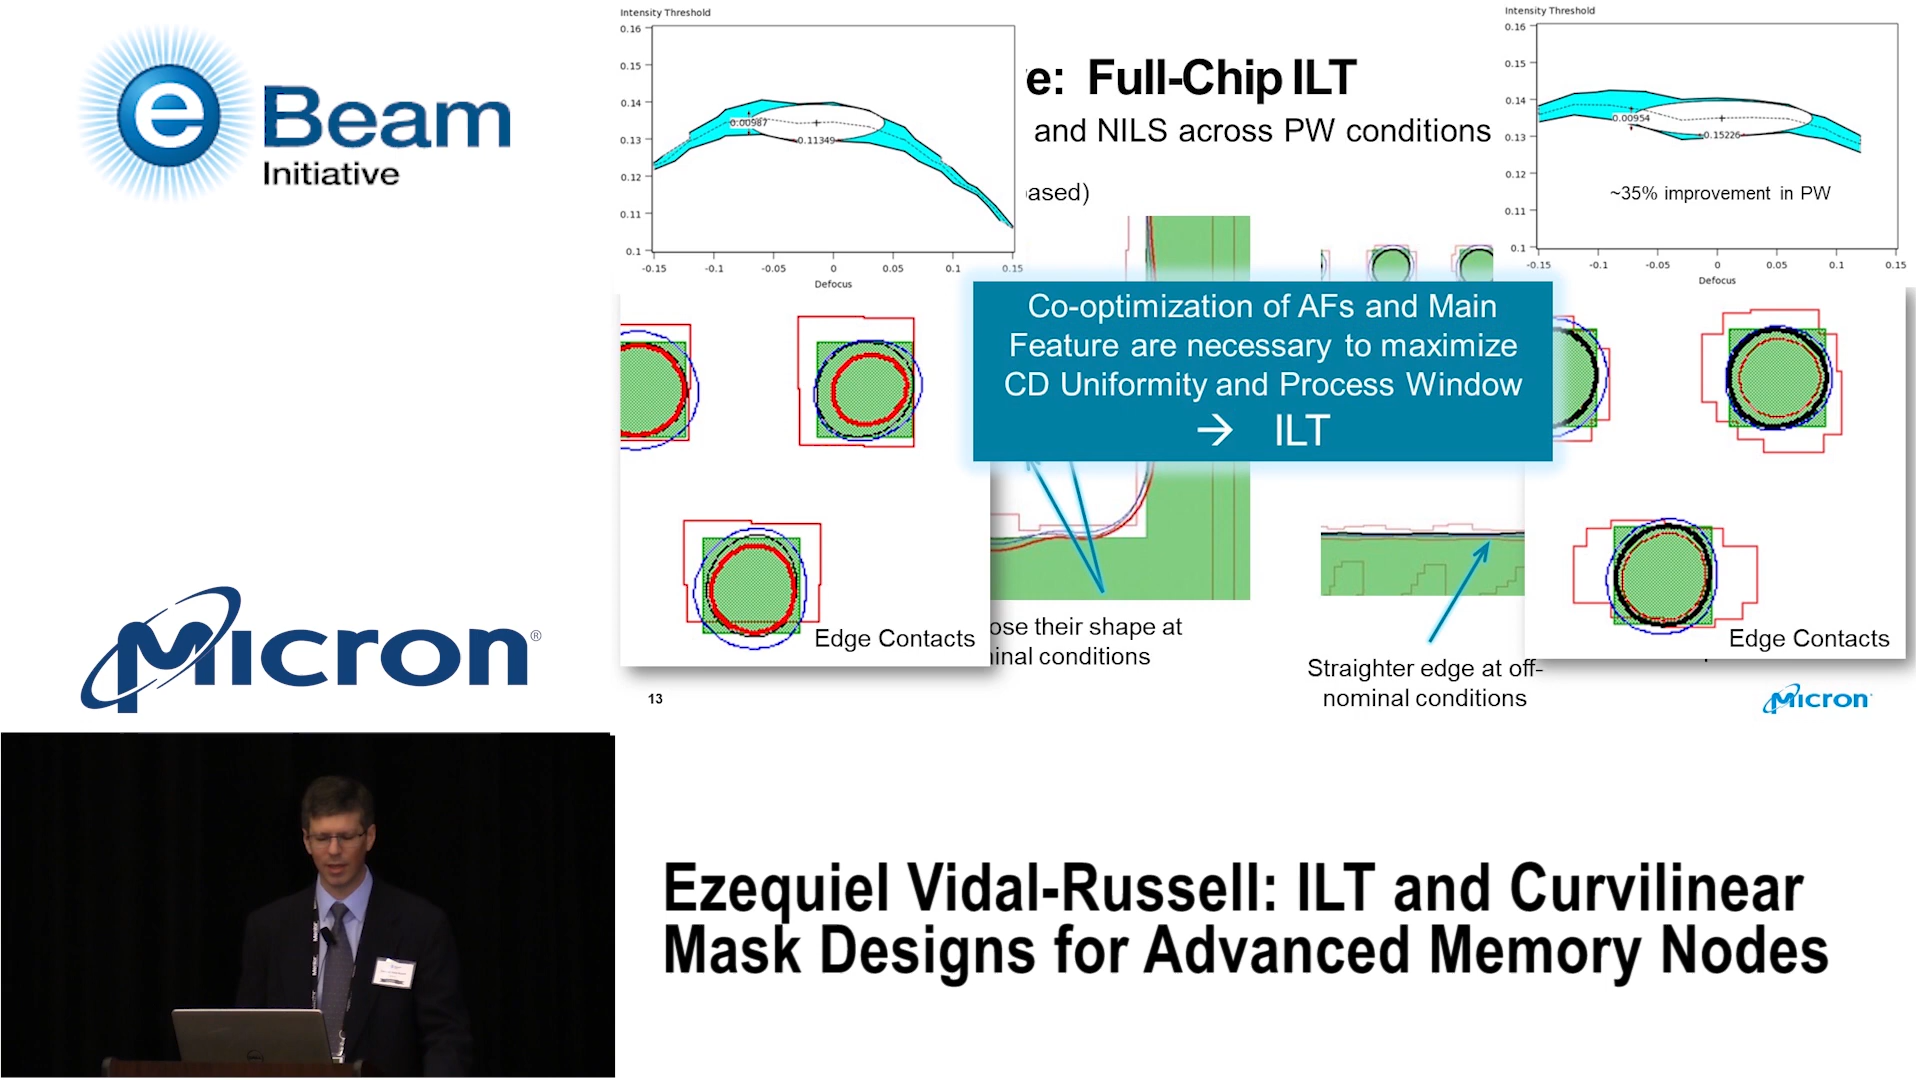 e Beam
Initiative
Micron®
Intensity Threshold
0.16
0.15
0.14
0.13
0.12
0.11
0.1
0.00987
0.11349
-0.15
-0.1
-0.05
0
0.05
0.1
0.15
Defocus
e: Full-Chip ILT
and NILS across PW conditions
ased)
Intensity Threshold
0.16
0.15
0.14
0.13
0.12
0.11
0.1
0.00954
0.15226
~35% improvement in PW
-0.15
-0.1
-0.05
0
0.05
0.1
0.15
Defocus
Co-optimization of AFs and Main
Feature are necessary to maximize
CD Uniformity and Process Window
→ ILT
Edge Contacts
ose their shape at
inal conditions
Straighter edge at off-
nominal conditions
Edge Contacts
13
Micron
Ezequiel Vidal-Russell: ILT and Curvilinear
Mask Designs for Advanced Memory Nodes